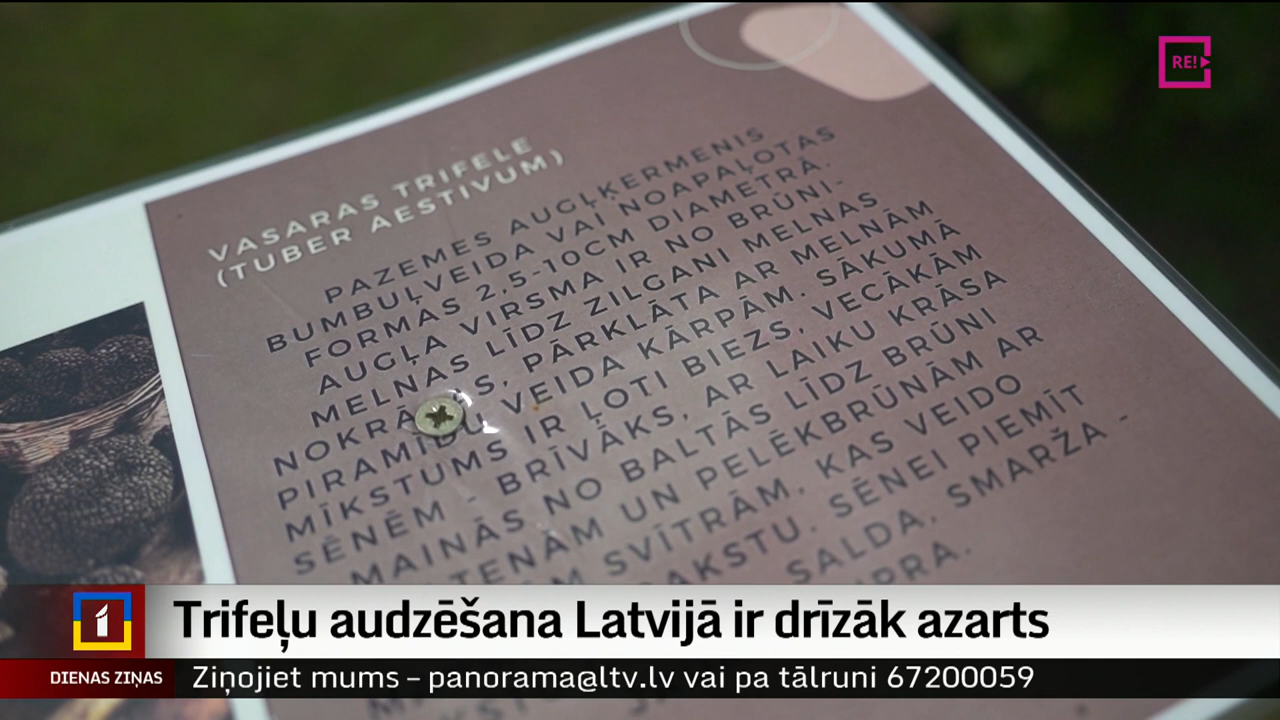 RE!
VASARAS TRIFELE
(TUBER AESTIVUM)
PAZEMES AUGĻĶERMENIS
BUMBUĻVEIDA VAI NOAPAĻOTAS
FORMAS 2,5-10CM DIAMETRĀ.
AUGĻA VIRSMA IR NO BRŪNI-
MELNAS LĪDZ ZILGANI MELNAS
NOKRĀSAS, PĀRKLĀTA AR MELNĀM
PIRAMĪDU VEIDA KĀRPĀM. SĀKUMĀ
MĪKSTUMS IR ĻOTI BIEZS, VECĀKĀM
SĒNĒM - BRĪVĀKS, AR LAIKU KRĀSA
MAINĀS NO BALTĀS LĪDZ BRŪNI
UN PELĒKBRŪNĀM AR
SVĪTRĀM, KAS VEIDO
SĒNEI PIEMĪT
SALDA. SMARŽA -
1
Trifeļu audzēšana Latvijā ir drīzāk azarts
DIENAS ZIŅAS
Ziņojiet mums – panorama@ltv.lv vai pa tālruni 67200059